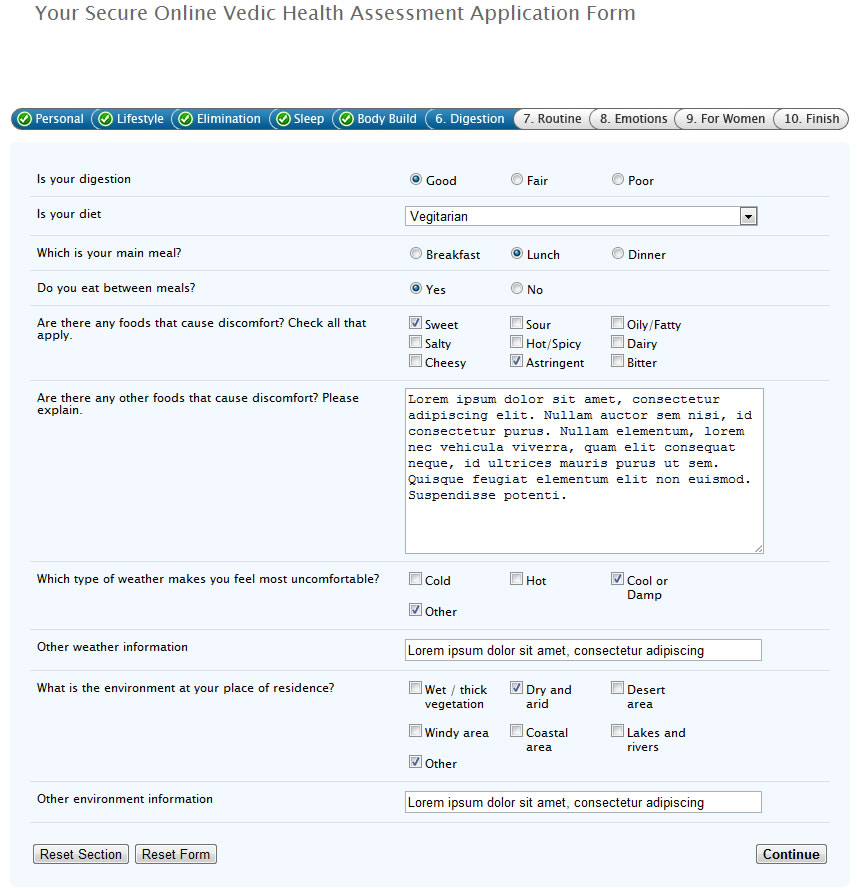 Your Secure Online Vedic Health Assessment Application Form
Personal Lifestyle Elimination Sleep Body Build 6. Digestion 7. Routine 8. Emotions 9. For Women 10. Finish
Is your digestion Good Fair Poor
Is your diet Vegitarian
Which is your main meal? Breakfast Lunch Dinner
Do you eat between meals? Yes No
Are there any foods that cause discomfort? Check all that
apply.
Sweet Sour Oily/Fatty
Salty Hot/Spicy Dairy
Cheesy Astringent Bitter
Are there any other foods that cause discomfort? Please
explain.
Lorem ipsum dolor sit amet, consectetur
adipiscing elit. Nullam auctor sem nisi, id
consectetur purus. Nullam elementum, lorem
nec vehicula viverra, quam elit consequat
neque, id ultrices mauris purus ut sem.
Quisque feugiat elementum elit non euismod.
Suspendisse potenti.
Which type of weather makes you feel most uncomfortable? Cold Hot Cool or
Damp
Other
Other weather information Lorem ipsum dolor sit amet, consectetur adipiscing
What is the environment at your place of residence? Wet / thick Dry and Desert
vegetation arid area
Windy area Coastal Lakes and
area rivers
Other
Other environment information Lorem ipsum dolor sit amet, consectetur adipiscing
Reset Section Reset Form Continue